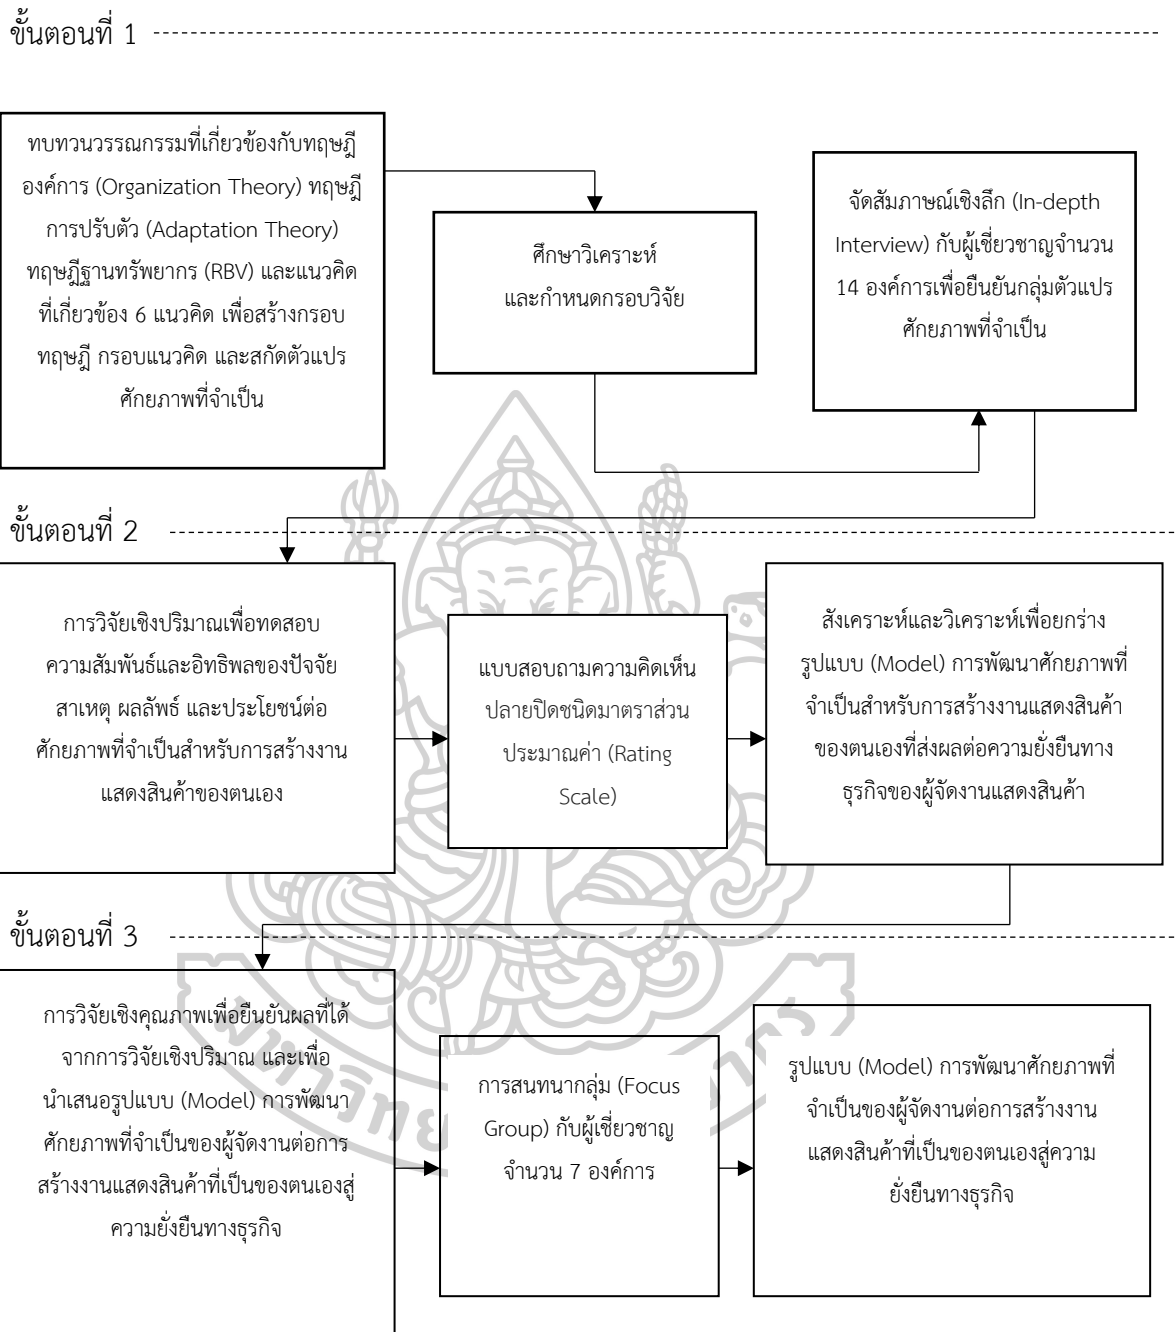 ขั้นตอนที่ 1
ทบทวนวรรณกรรมที่เกี่ยวข้องกับทฤษฎี
องค์การ (Organization Theory) ทฤษฎี
การปรับตัว (Adaptation Theory)
ทฤษฎีฐานทรัพยากร (RBV) และแนวคิด
ที่เกี่ยวข้อง 6 แนวคิด เพื่อสร้างกรอบ
ทฤษฎี กรอบแนวคิด และสกัดตัวแปร
ศักยภาพที่จำเป็น
ศึกษาวิเคราะห์
และกำหนดกรอบวิจัย
จัดสัมภาษณ์เชิงลึก (In-depth
Interview) กับผู้เชี่ยวชาญจำนวน
14 องค์การเพื่อยืนยันกลุ่มตัวแปร
ศักยภาพที่จำเป็น
ขั้นตอนที่ 2
การวิจัยเชิงปริมาณเพื่อทดสอบ
ความสัมพันธ์และอิทธิพลของปัจจัย
สาเหตุ ผลลัพธ์ และประโยชน์ต่อ
ศักยภาพที่จำเป็นสำหรับการสร้างงาน
แสดงสินค้าของตนเอง
แบบสอบถามความคิดเห็น
ปลายปิดชนิดมาตราส่วน
ประมาณค่า (Rating
Scale)
สังเคราะห์และวิเคราะห์เพื่อยกร่าง
รูปแบบ (Model) การพัฒนาศักยภาพที่
จำเป็นสำหรับการสร้างงานแสดงสินค้า
ของตนเองที่ส่งผลต่อความยั่งยืนทาง
ธุรกิจของผู้จัดงานแสดงสินค้า
ขั้นตอนที่ 3
การวิจัยเชิงคุณภาพเพื่อยืนยันผลที่ได้
จากการวิจัยเชิงปริมาณ และเพื่อ
นำเสนอรูปแบบ (Model) การพัฒนา
ศักยภาพที่จำเป็นของผู้จัดงานต่อการ
สร้างงานแสดงสินค้าที่เป็นของตนเองสู่
ความยั่งยืนทางธุรกิจ
การสนทนากลุ่ม (Focus
Group) กับผู้เชี่ยวชาญ
จำนวน 7 องค์การ
รูปแบบ (Model) การพัฒนาศักยภาพที่
จำเป็นของผู้จัดงานต่อการสร้างงาน
แสดงสินค้าที่เป็นของตนเองสู่ความ
ยั่งยืนทางธุรกิจ